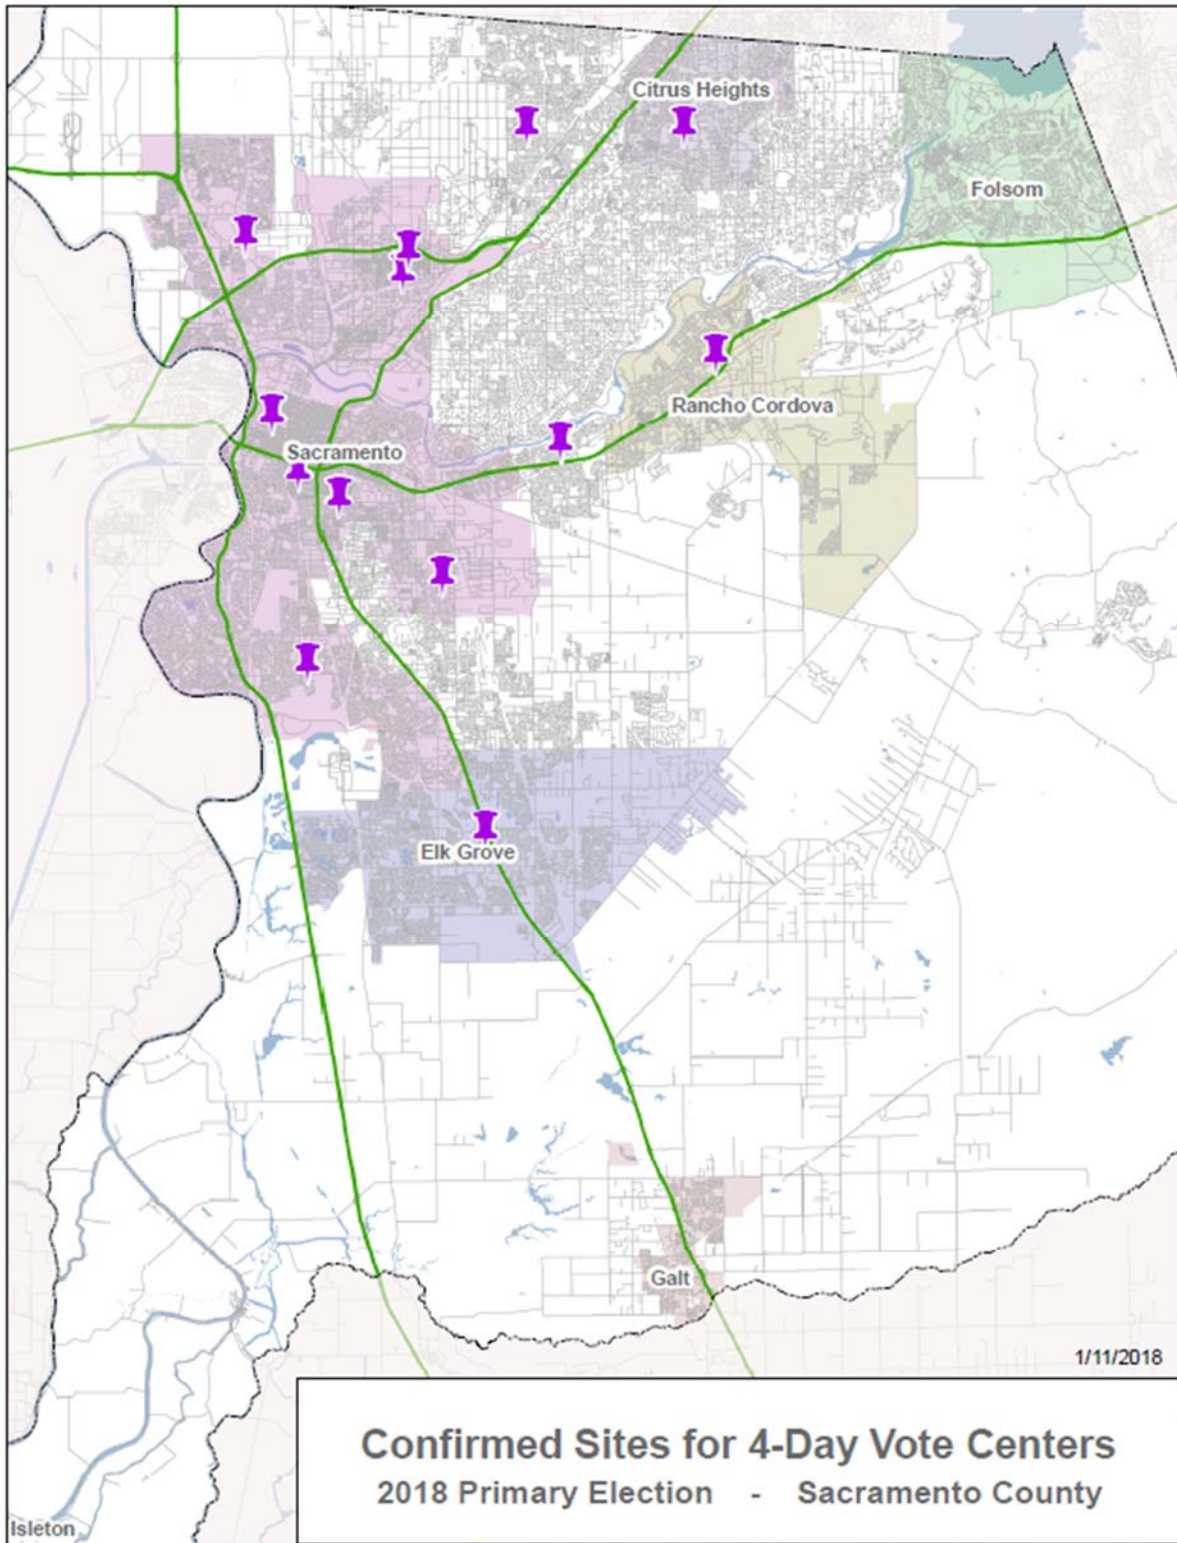 Citrus Heights
Folsom
Rancho Cordova
Sacramento
Elk Grove
Galt
1/11/2018
Confirmed Sites for 4-Day Vote Centers
2018 Primary Election - Sacramento County
Isleton